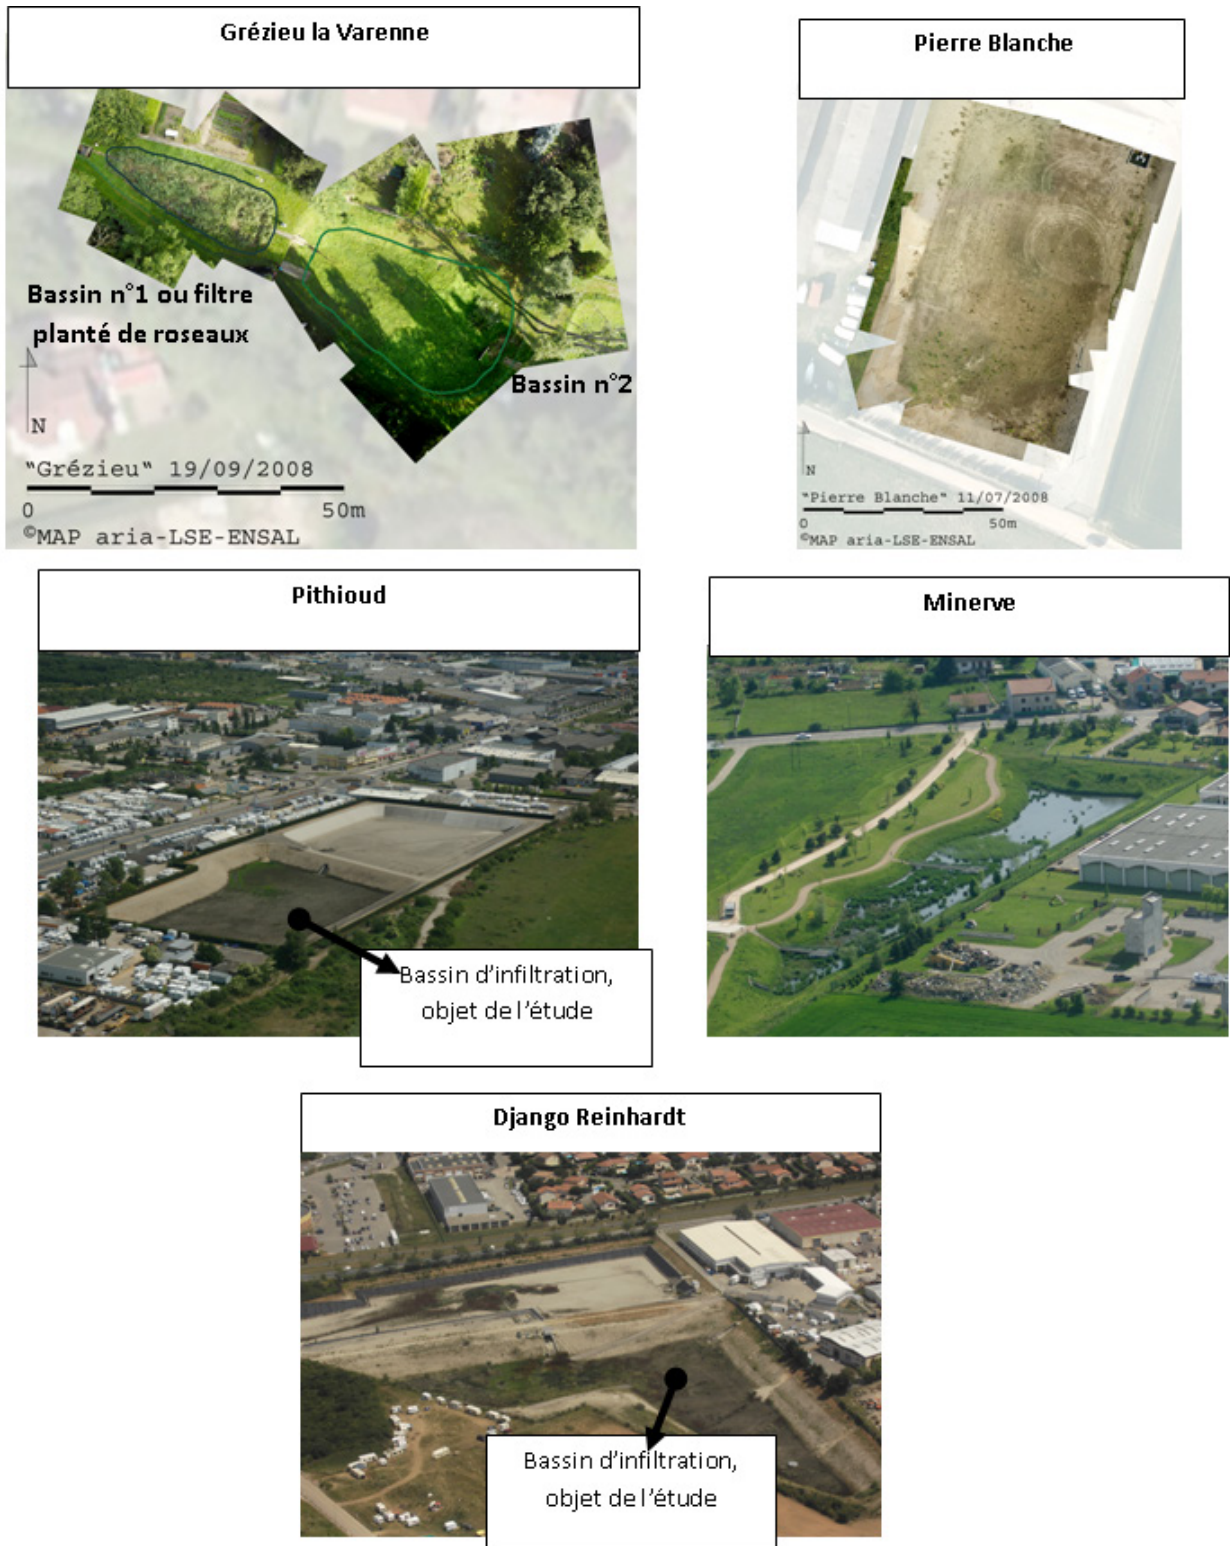 Grézieu la Varenne
Pierre Blanche
Bassin n°1 ou filtre
planté de roseaux
Bassin n°2
N
"Grézieu" 19/09/2008
0 50m
©MAP aria-LSE-ENSAL
N
"Pierre Blanche" 11/07/2008
0 50m
©MAP aria-LSE-ENSAL
Pithioud
Minerve
Bassin d'infiltration,
objet de l'étude
Django Reinhardt
Bassin d'infiltration,
objet de l'étude